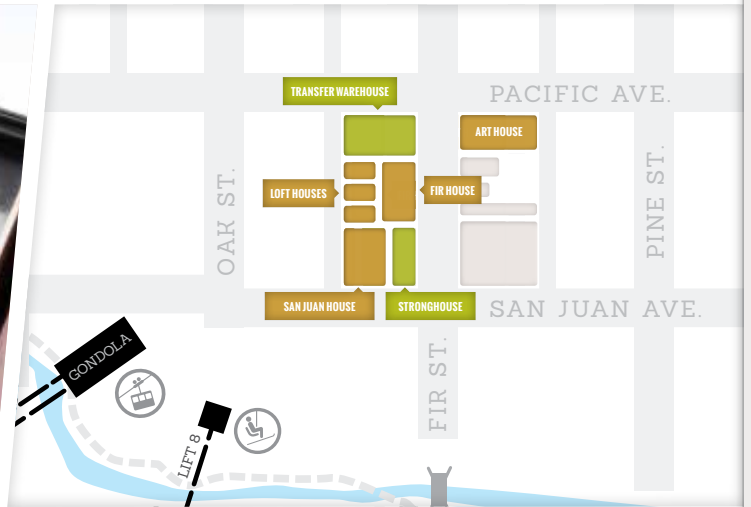 TRANSFER WAREHOUSE
PACIFIC AVE.
ART HOUSE
OAK ST.
LOFT HOUSES
FIR HOUSE
PINE ST.
SAN JUAN HOUSE
STRONGHOUSE
SAN JUAN AVE.
FIR ST.
GONDOLA
LIFT 8